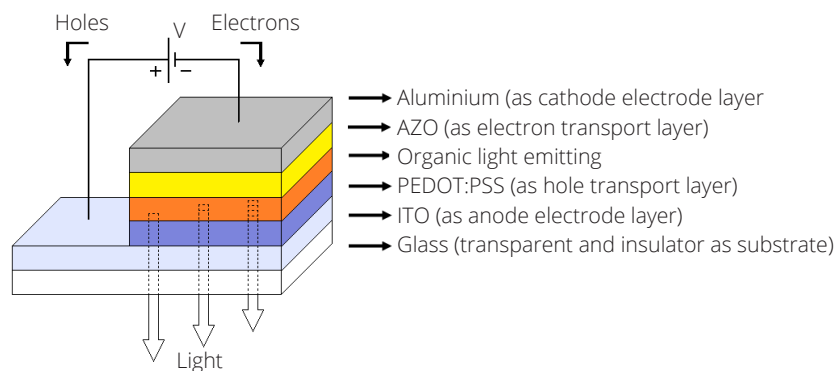 Holes
V
Electrons
+
−
Aluminium (as cathode electrode layer
AZO (as electron transport layer)
Organic light emitting
PEDOT:PSS (as hole transport layer)
ITO (as anode electrode layer)
Glass (transparent and insulator as substrate)
Light